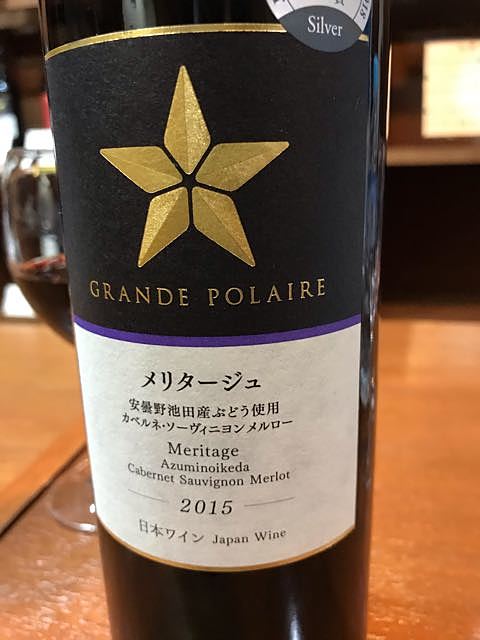 Silver
GRANDE POLAIRE
メリタージュ
安曇野池田産ぶどう使用
カベルネ・ソーヴィニヨン メルロー
Meritage
Azuminoikeda
Cabernet Sauvignon Merlot
2015
日本ワイン Japan Wine